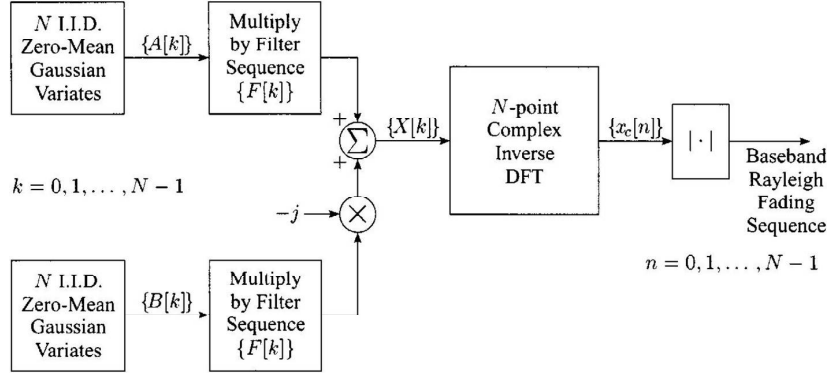 N I.I.D.
Zero-Mean
Gaussian
Variates
{A[k]}
Multiply
by Filter
Sequence
{F[k]}
+
Σ
+
{X[k]}
N-point
Complex
Inverse
DFT
{x_c[n]}
| · |
Baseband
Rayleigh
Fading
Sequence
k = 0, 1, . . . , N − 1
−j
×
n = 0, 1, . . . , N − 1
N I.I.D.
Zero-Mean
Gaussian
Variates
{B[k]}
Multiply
by Filter
Sequence
{F[k]}